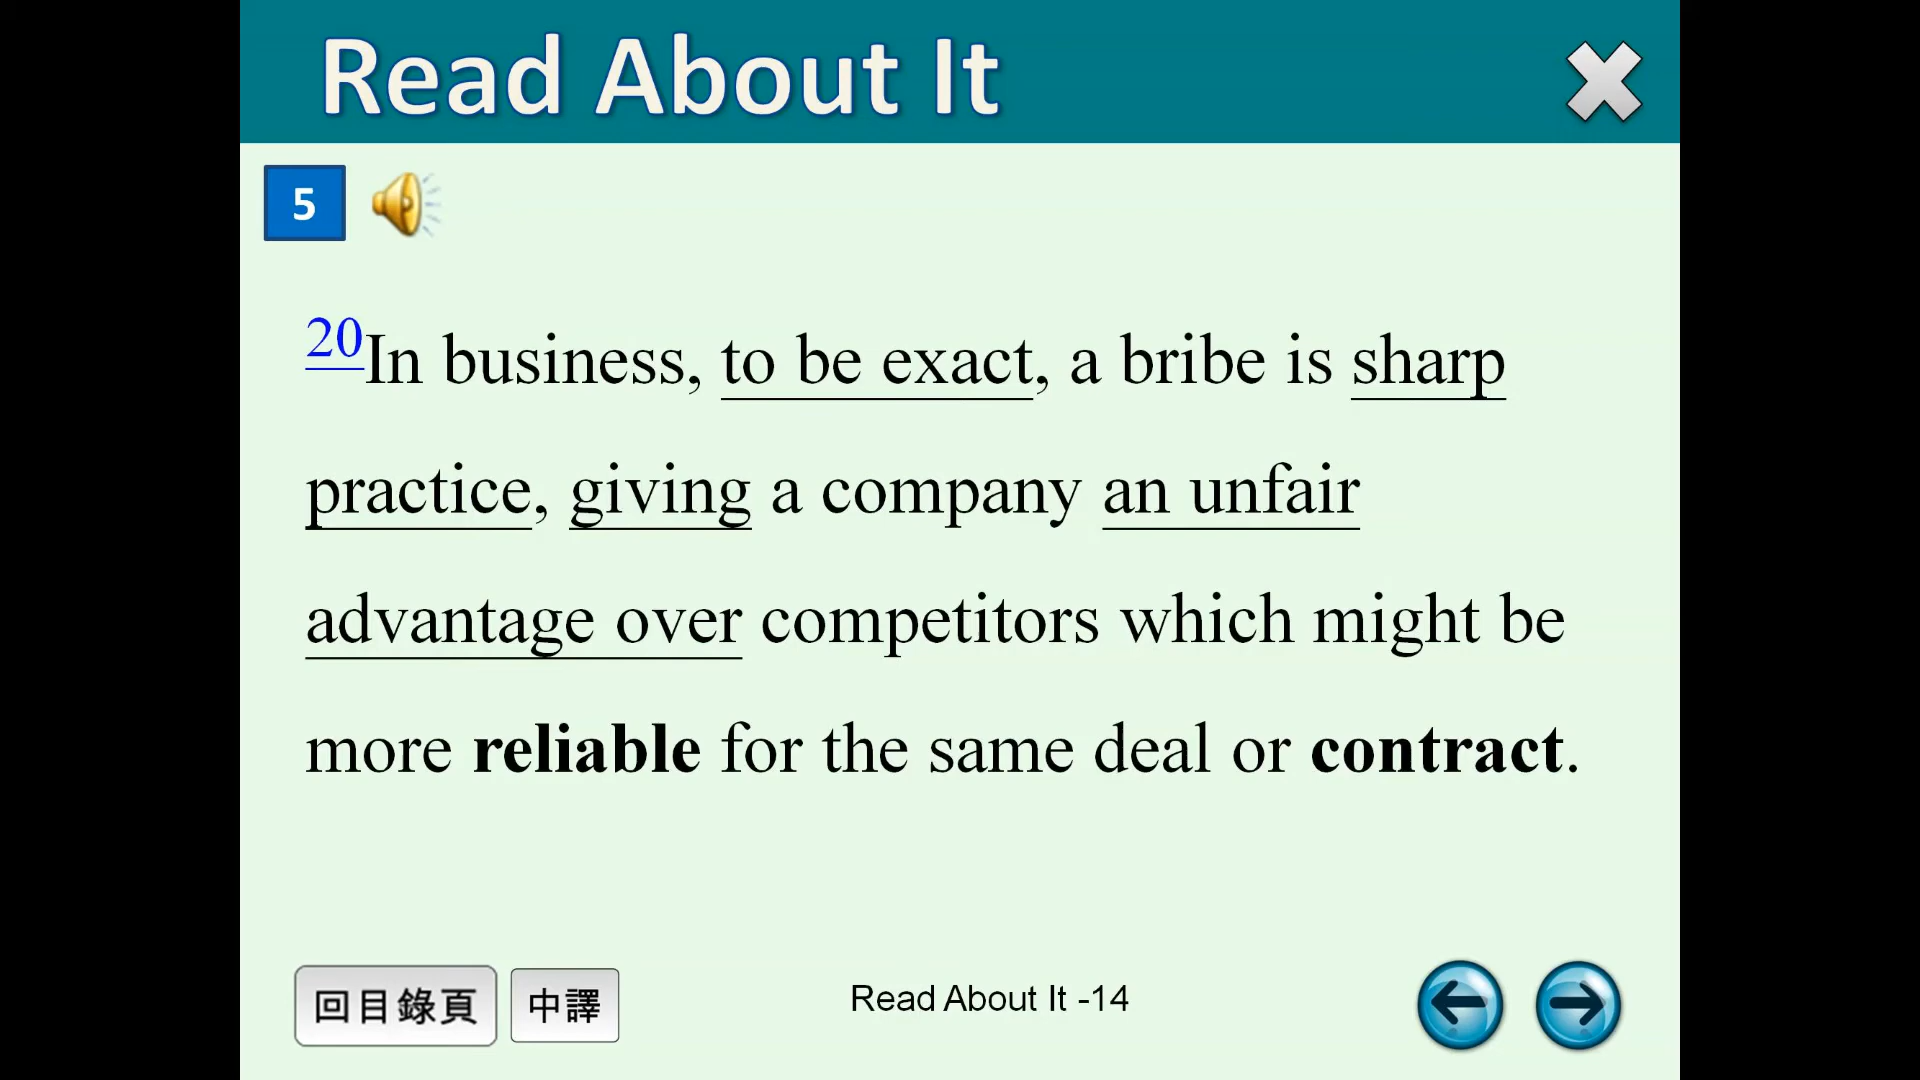 Read About It
5
20In business, to be exact, a bribe is sharp
practice, giving a company an unfair
advantage over competitors which might be
more reliable for the same deal or contract.
回目錄頁 中譯 Read About It -14